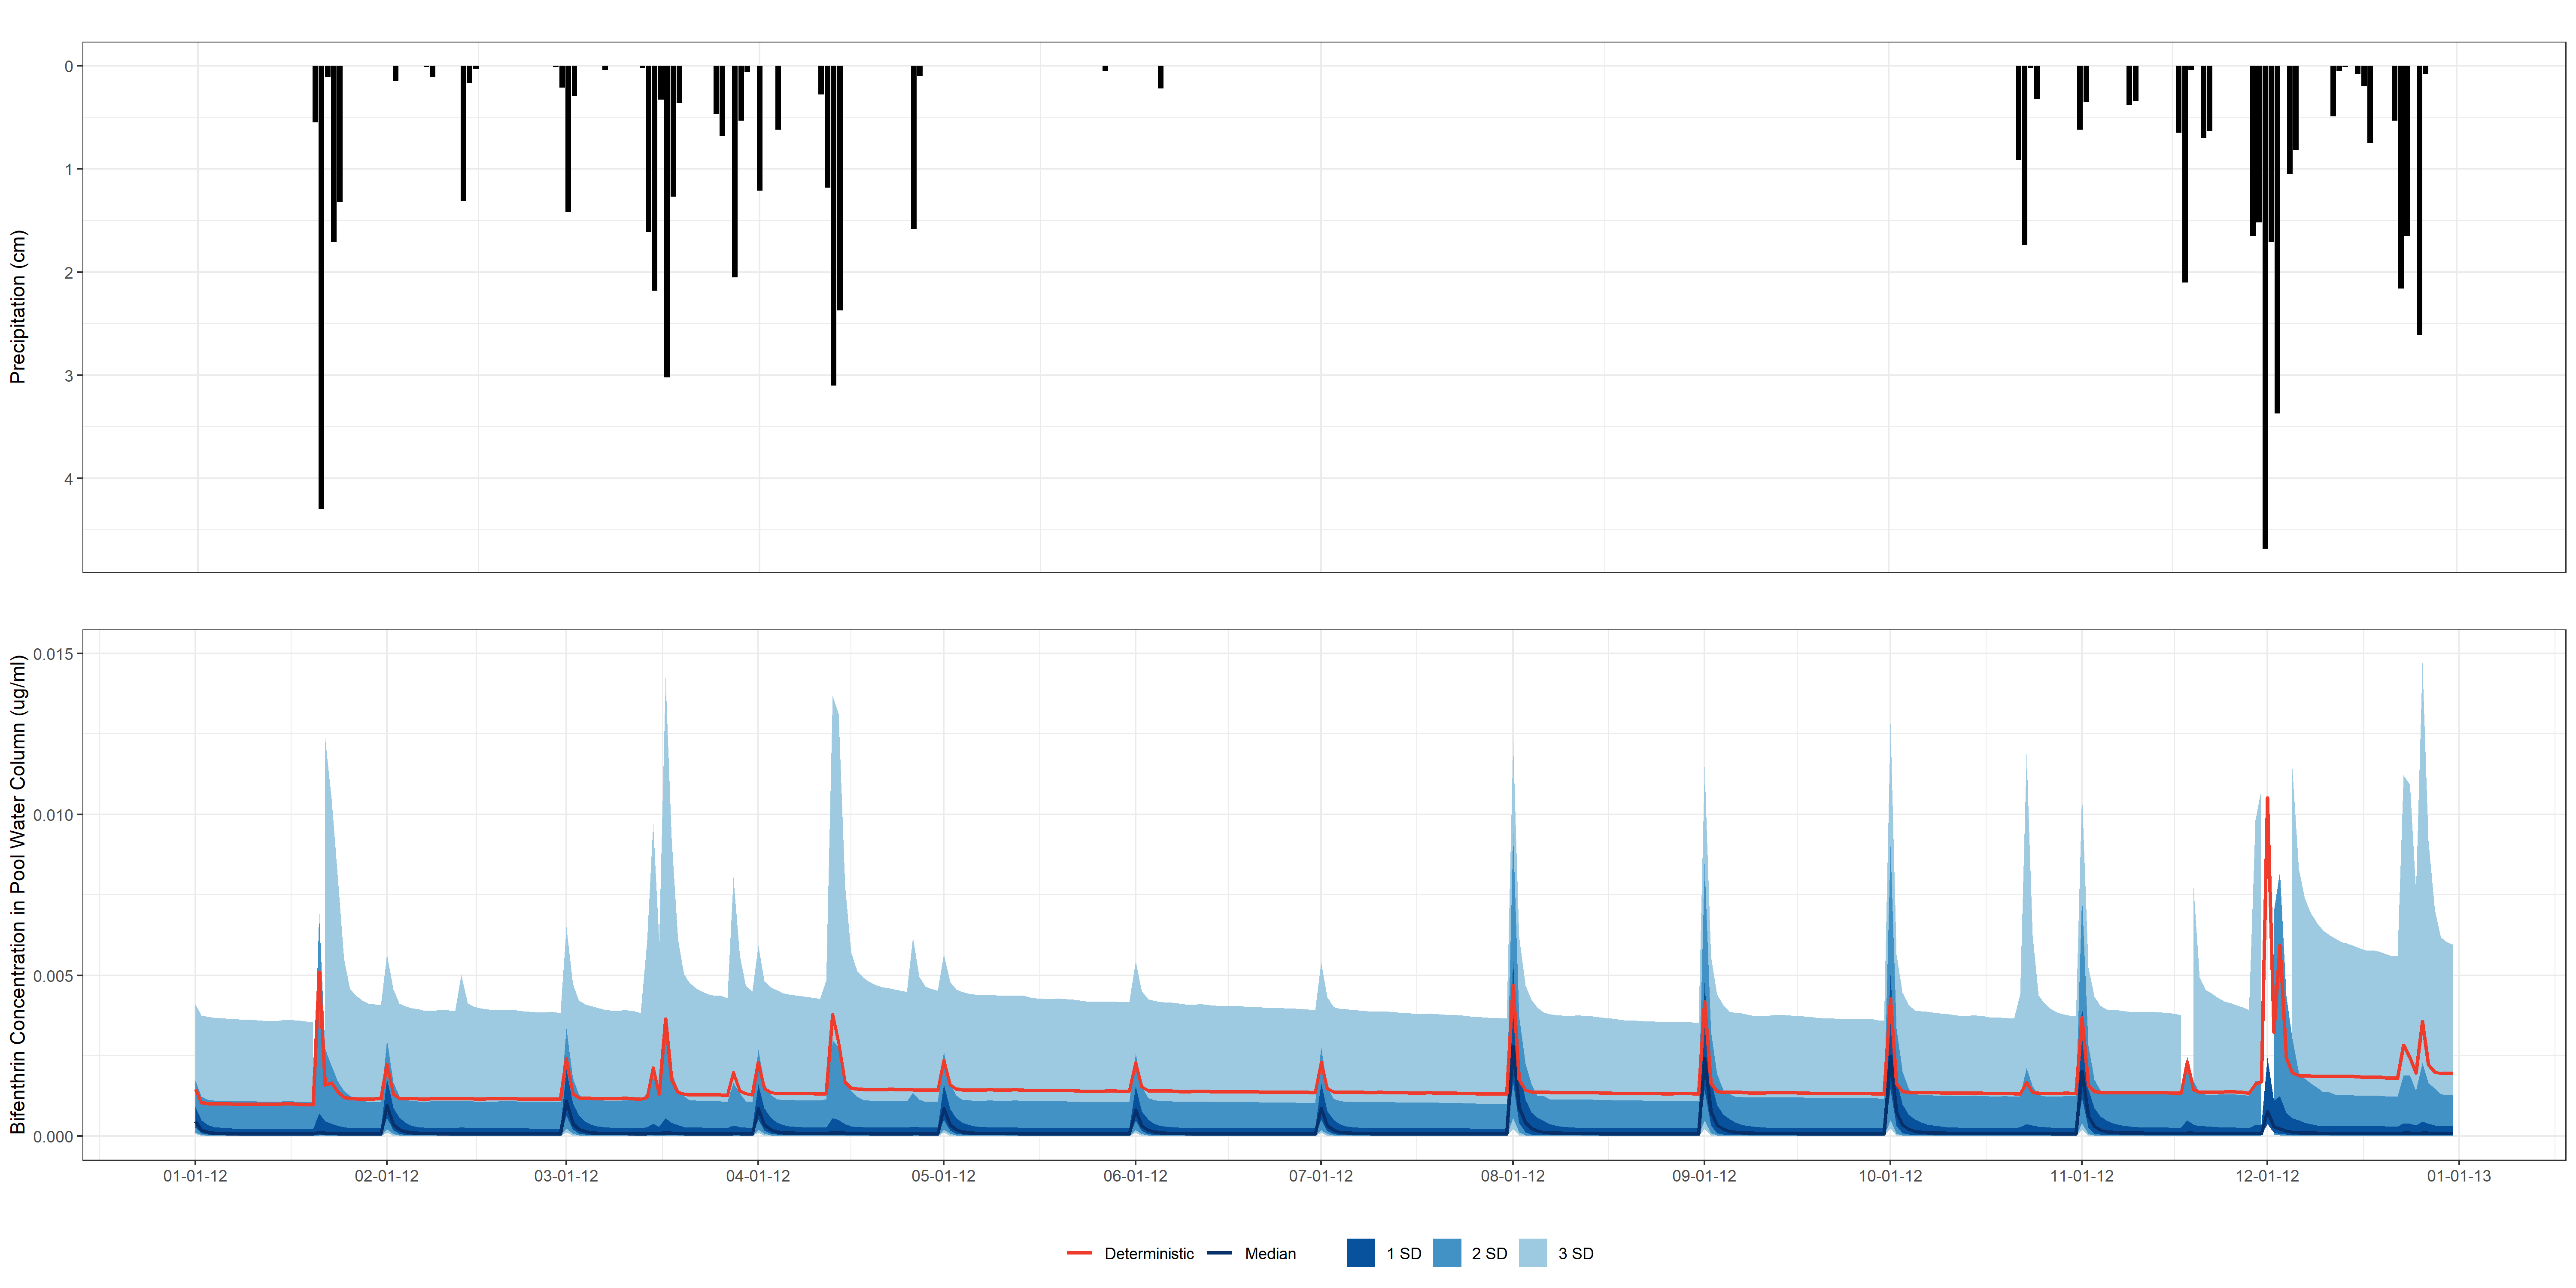 Precipitation (cm)
0
1
2
3
4
Bifenthrin Concentration in Pool Water Column (ug/ml)
0.015
0.010
0.005
0.000
01-01-12 02-01-12 03-01-12 04-01-12 05-01-12 06-01-12 07-01-12 08-01-12 09-01-12 10-01-12 11-01-12 12-01-12 01-01-13
Deterministic Median 1 SD 2 SD 3 SD